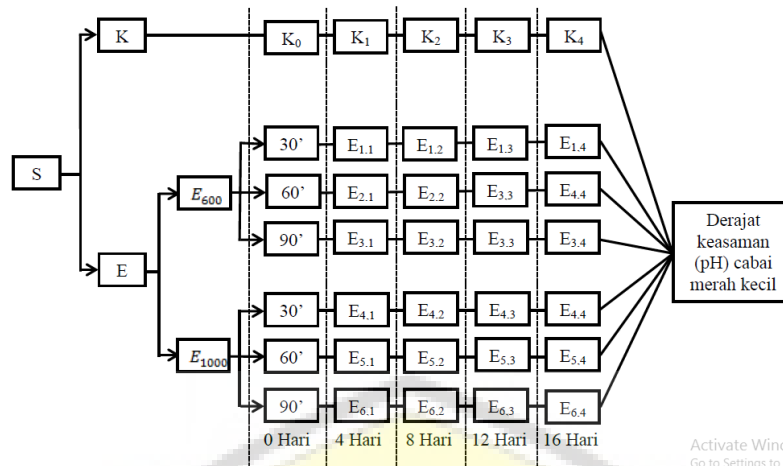 K
K0
K1
K2
K3
K4
30’
E1.1
E1.2
E1.3
E1.4
S
E600
60’
E2.1
E2.2
E3.3
E4.4
90’
E3.1
E3.2
E3.3
E3.4
Derajat
keasaman
(pH) cabai
merah kecil
E
30’
E4.1
E4.2
E4.3
E4.4
E1000
60’
E5.1
E5.2
E5.3
E5.4
90’
E6.1
E6.2
E6.3
E6.4
0 Hari
4 Hari
8 Hari
12 Hari
16 Hari
Activate Wind
Go to Settings to